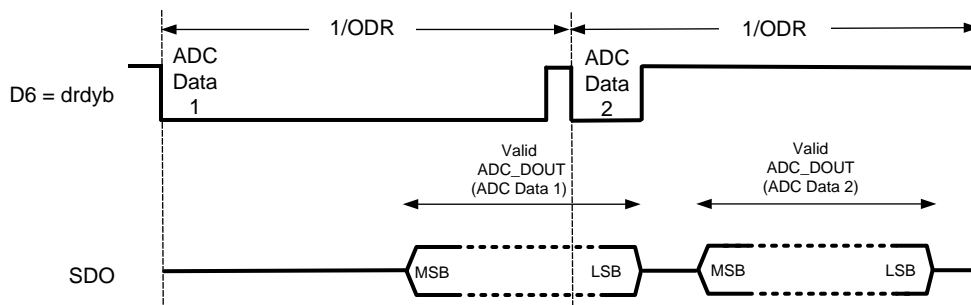 1/ODR
1/ODR
ADC
Data
1
ADC
Data
2
D6 = drdyb
Valid
ADC_DOUT
(ADC Data 1)
Valid
ADC_DOUT
(ADC Data 2)
SDO
MSB
LSB
MSB
LSB